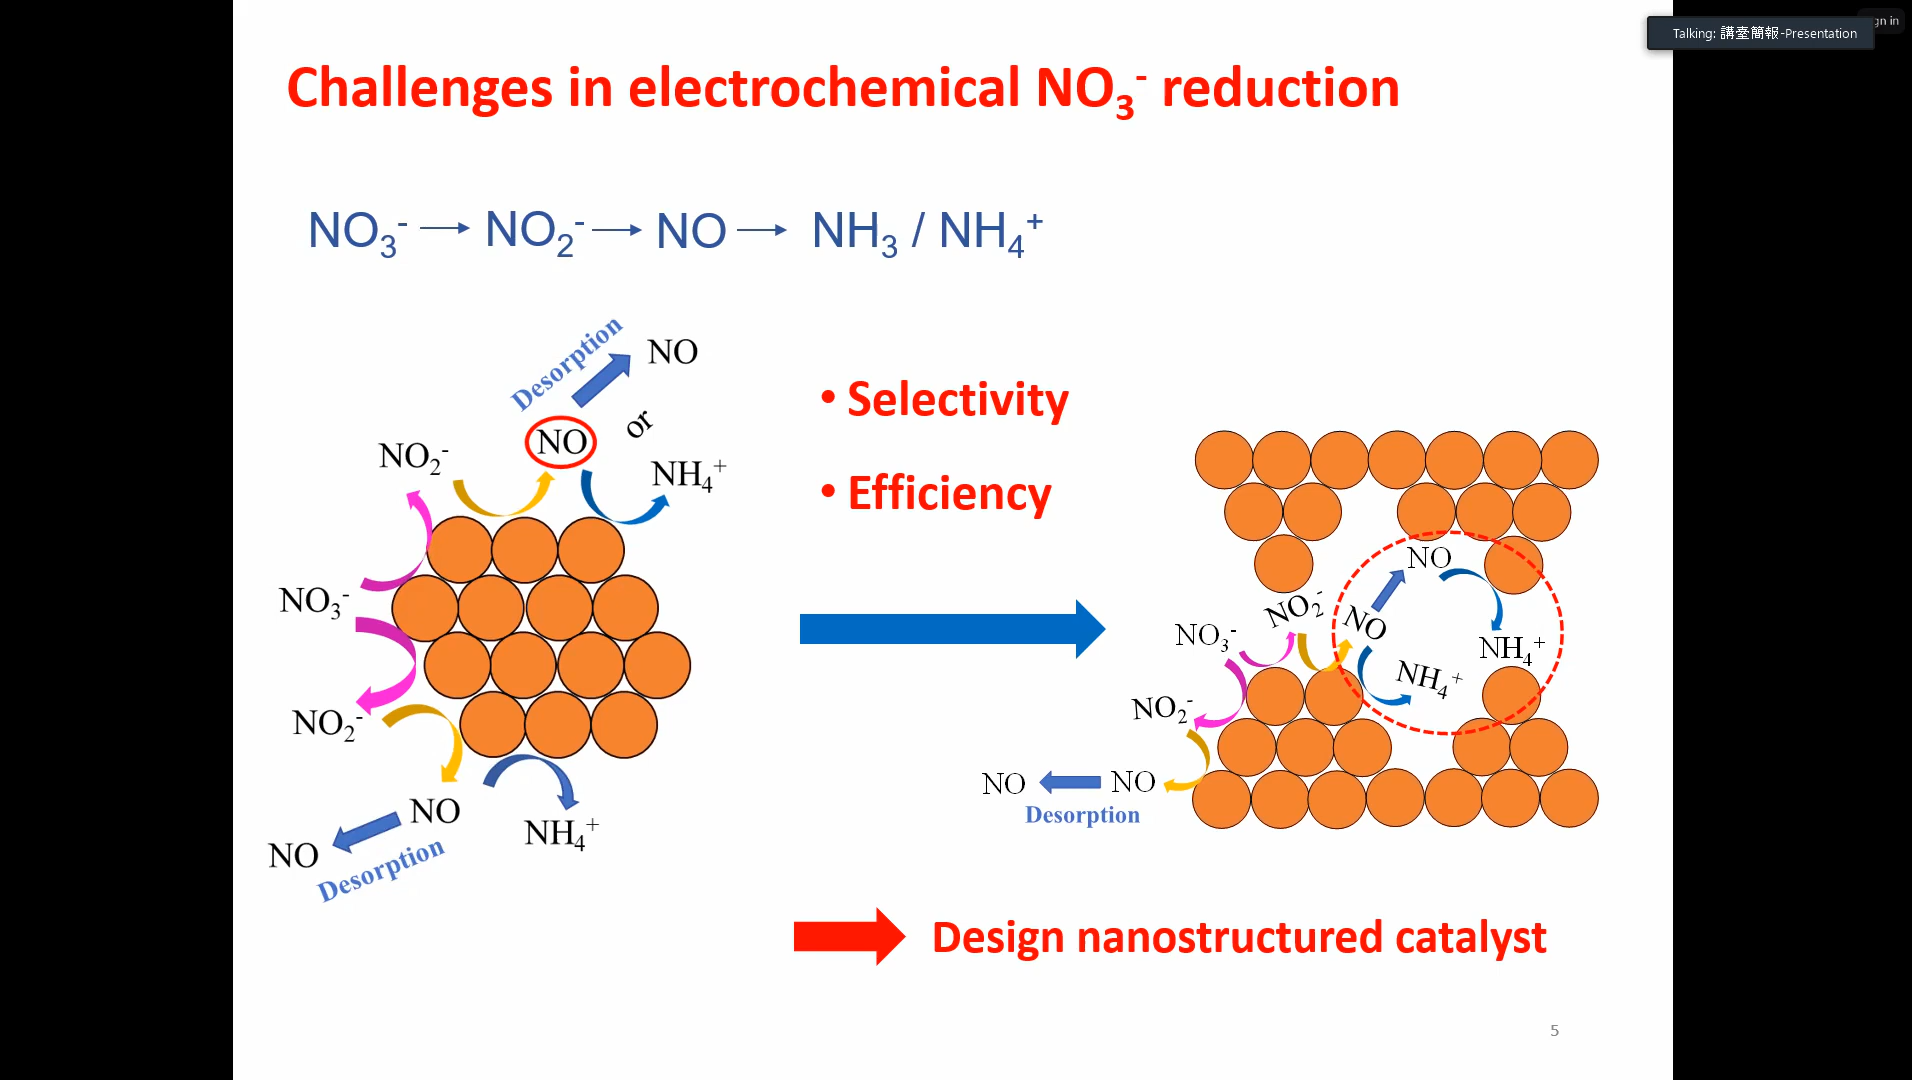 gn in
Talking: 講臺簡報-Presentation
Challenges in electrochemical NO₃⁻ reduction
NO₃⁻ → NO₂⁻ → NO → NH₃ / NH₄⁺
Desorption
NO
or
NO
NO₂⁻
NH₄⁺
NO₃⁻
NO₂⁻
NO
NH₄⁺
NO
Desorption
• Selectivity
• Efficiency
NO
NO₂⁻
NO
NO₃⁻
NH₄⁺
NH₄⁺
NO₂⁻
NO
NO
Desorption
Design nanostructured catalyst
5